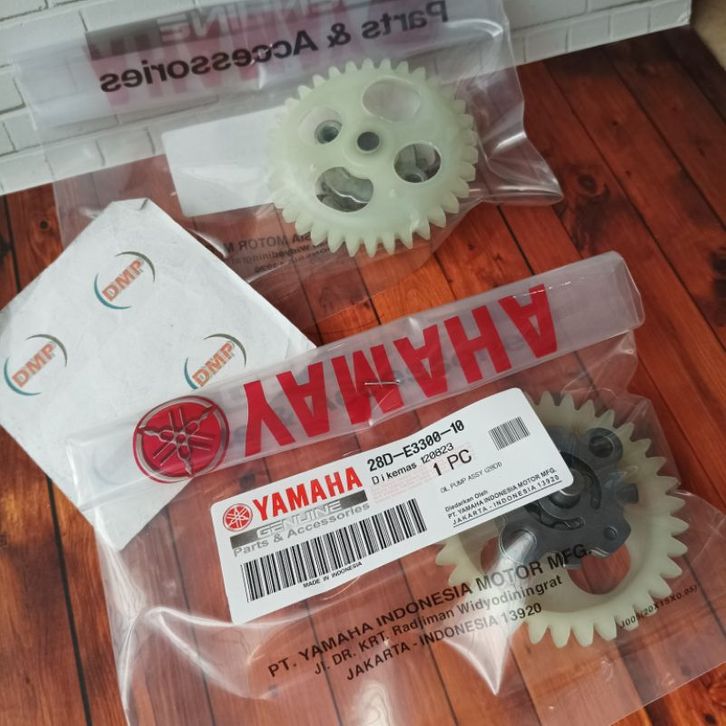 Parts & Accessories
DMP
DMP
DMP
YAMAHA
YAMAHA
GENUINE
Parts & Accessories
MADE IN INDONESIA
28D-E3300-10
Dikemas 120823
1 PC
OIL PUMP ASSY (28D)
Diedarkan Oleh
PT. YAMAHA INDONESIA MOTOR MFG.
JAKARTA - INDONESIA 13920
PT. YAMAHA INDONESIA MOTOR MFG.
Jl. DR. KRT. Radjiman Widyodiningrat
JAKARTA - INDONESIA 13920